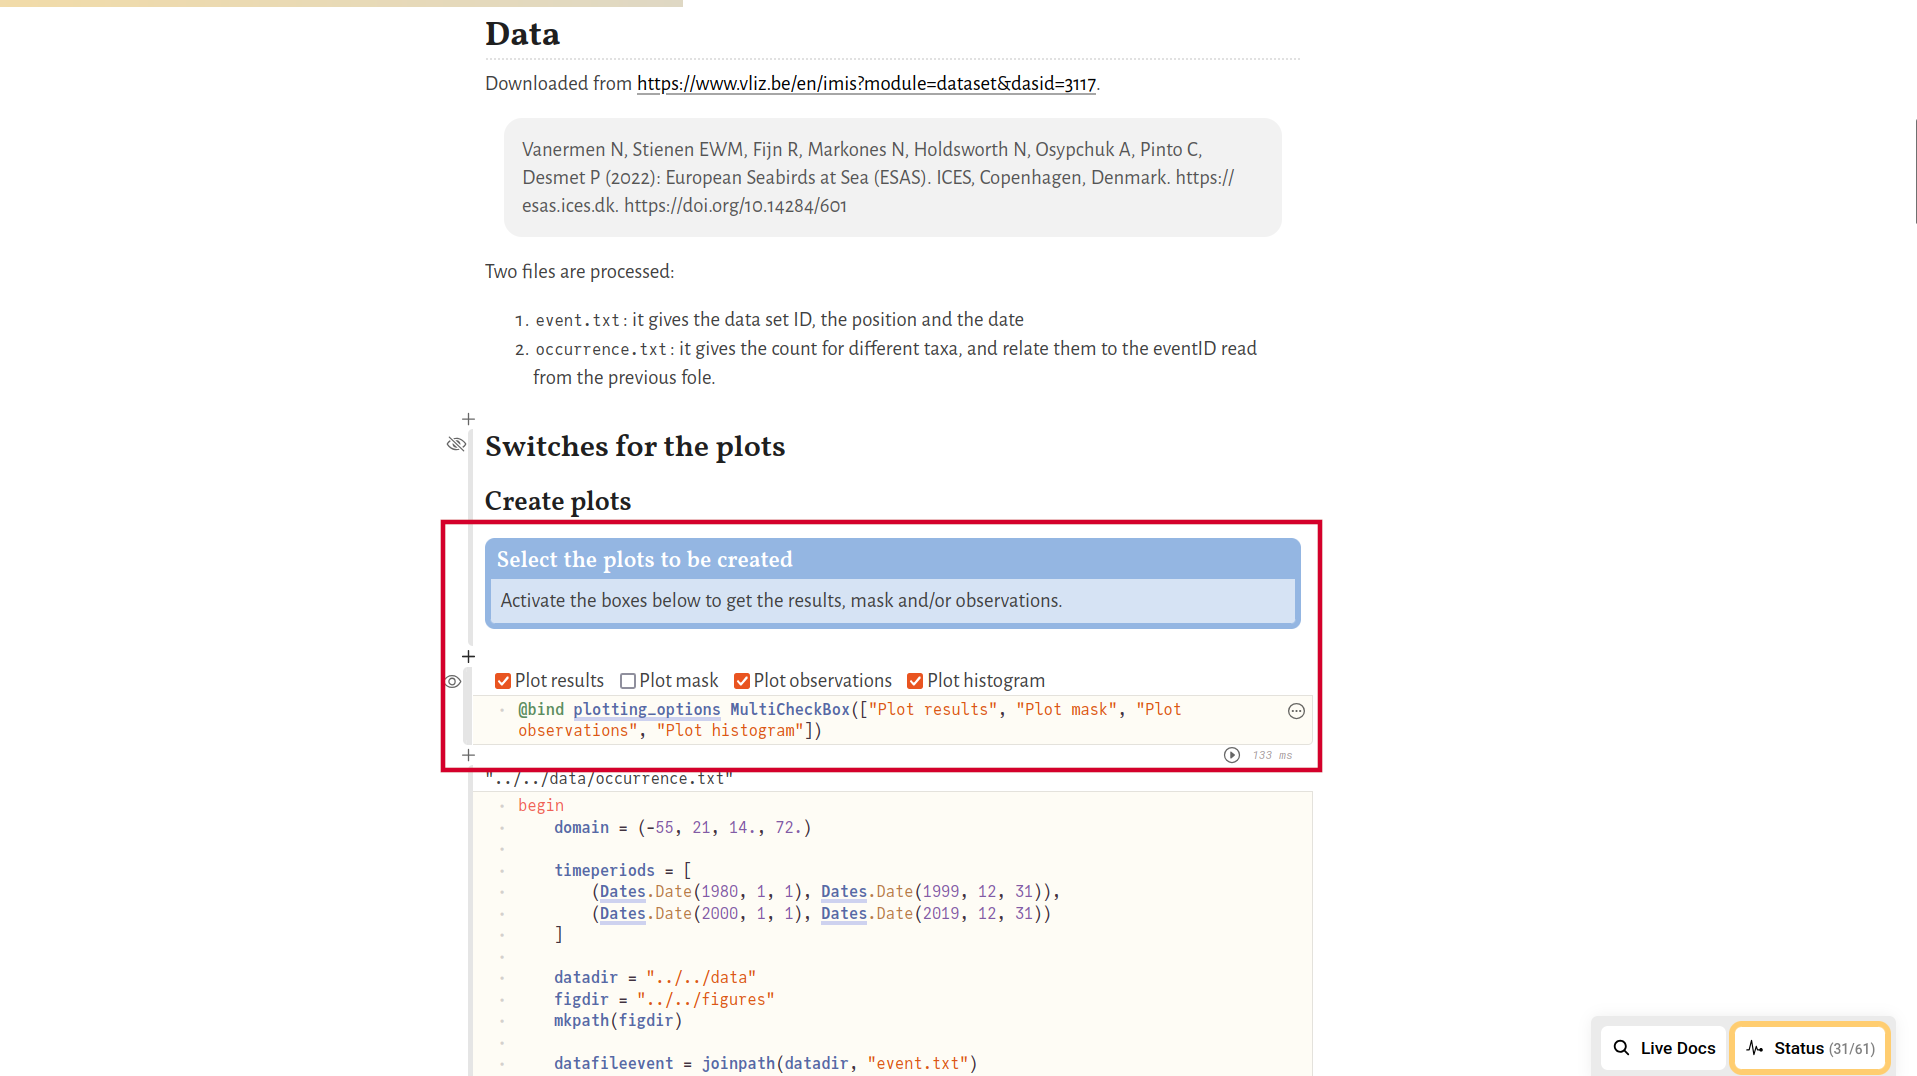 Data
Downloaded from https://www.vliz.be/en/imis?module=dataset&dasid=3117.
Vanermen N, Stienen EWM, Fijn R, Markones N, Holdsworth N, Osypchuk A, Pinto C,
Desmet P (2022): European Seabirds at Sea (ESAS). ICES, Copenhagen, Denmark. https://
esas.ices.dk. https://doi.org/10.14284/601
Two files are processed:
1. event.txt: it gives the data set ID, the position and the date
2. occurrence.txt: it gives the count for different taxa, and relate them to the eventID read
from the previous fole.
Switches for the plots
Create plots
Select the plots to be created
Activate the boxes below to get the results, mask and/or observations.
Plot results Plot mask Plot observations Plot histogram
@bind plotting_options MultiCheckBox(["Plot results", "Plot mask", "Plot
observations", "Plot histogram"])
133 ms
"../../data/occurrence.txt"
begin
domain = (-55, 21, 14., 72.)
timeperiods = [
(Dates.Date(1980, 1, 1), Dates.Date(1999, 12, 31)),
(Dates.Date(2000, 1, 1), Dates.Date(2019, 12, 31))
]
datadir = "../../data"
figdir = "../../figures"
mkpath(figdir)
datafileevent = joinpath(datadir, "event.txt")
Live Docs Status (31/61)